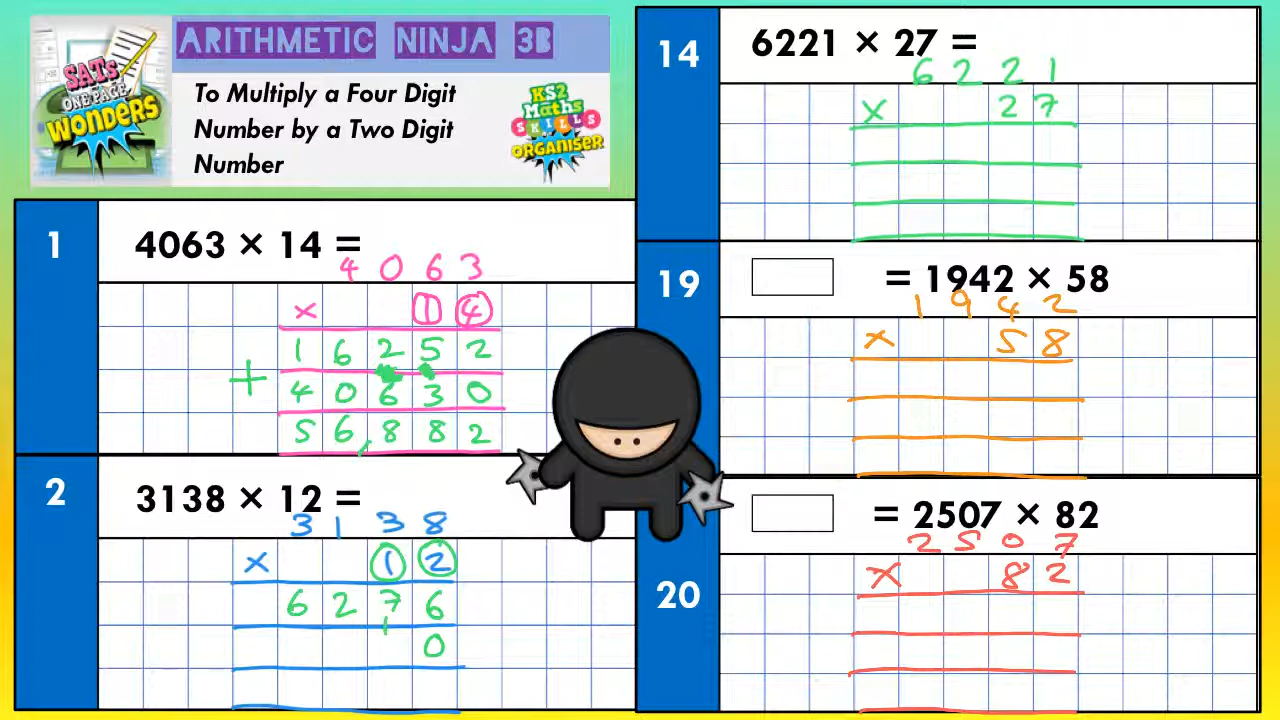 SATs
ONE PAGE
WONDERS
ARITHMETIC NINJA 3B
To Multiply a Four Digit
Number by a Two Digit
Number
KS2
Maths
SKILLS
ORGANISER
1
4063 × 14 =
4 0 6 3
× 1 4
1 6 2 5 2
+ 4 0 6 3 0
5 6, 8 8 2
2
3138 × 12 =
3 1 3 8
× 1 2
6 2 7 6
1
0
14
6221 × 27 =
6 2 2 1
× 2 7
19
= 1942 × 58
1 9 4 2
× 5 8
20
= 2507 × 82
2 5 0 7
× 8 2